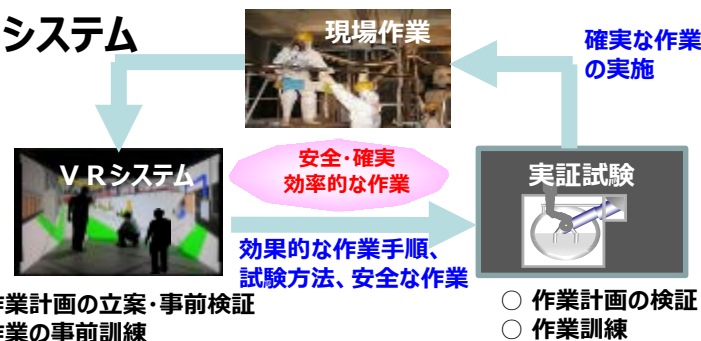 システム
現場作業
確実な作業
の実施
VRシステム
安全・確実
効率的な作業
実証試験
効果的な作業手順、
試験方法、安全な作業
作業計画の立案・事前検証
作業の事前訓練
○ 作業計画の検証
○ 作業訓練